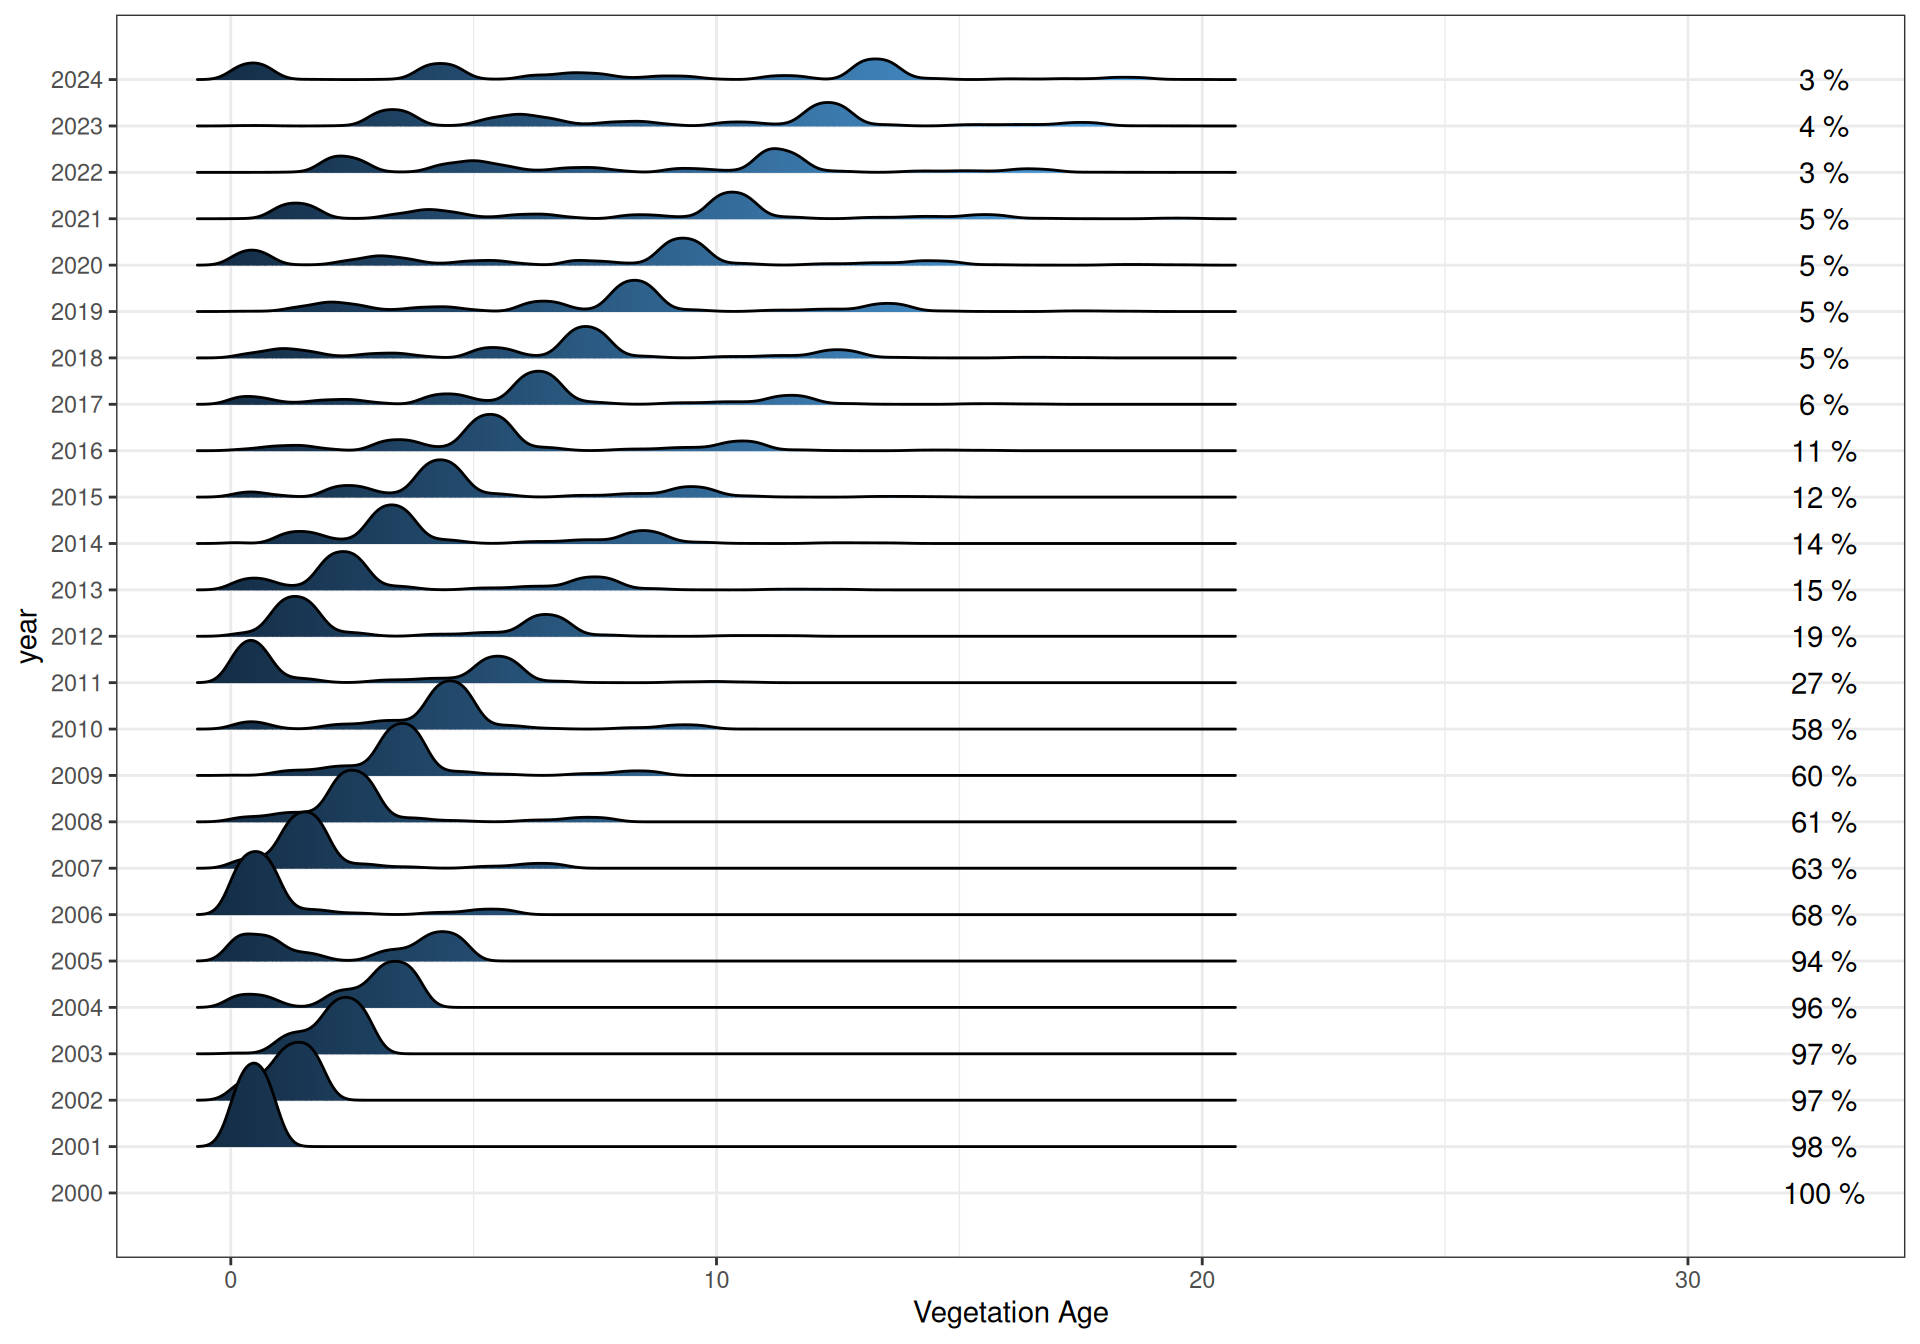 2024 3 %
2023 4 %
2022 3 %
2021 5 %
2020 5 %
2019 5 %
2018 5 %
2017 6 %
2016 11 %
2015 12 %
2014 14 %
2013 15 %
2012 19 %
2011 27 %
2010 58 %
2009 60 %
2008 61 %
2007 63 %
2006 68 %
2005 94 %
2004 96 %
2003 97 %
2002 97 %
2001 98 %
2000 100 %
year
0 10 20 30
Vegetation Age